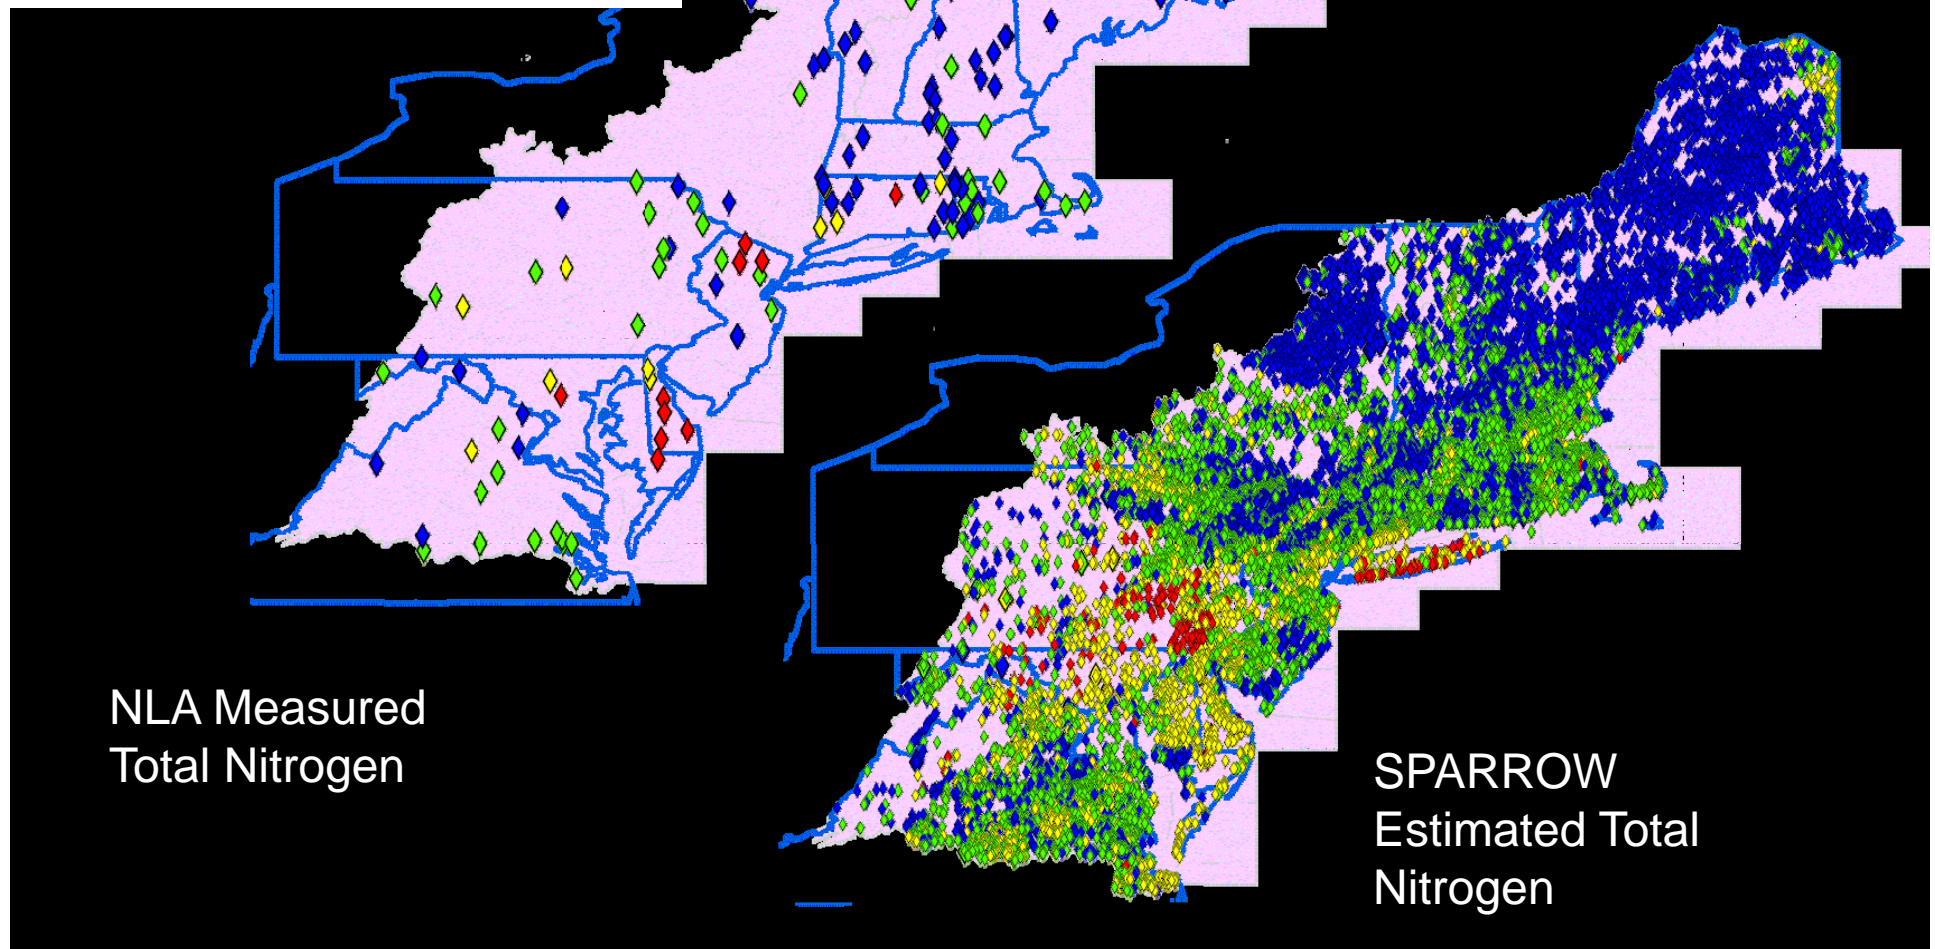 NLA Measured
Total Nitrogen
SPARROW
Estimated Total
Nitrogen